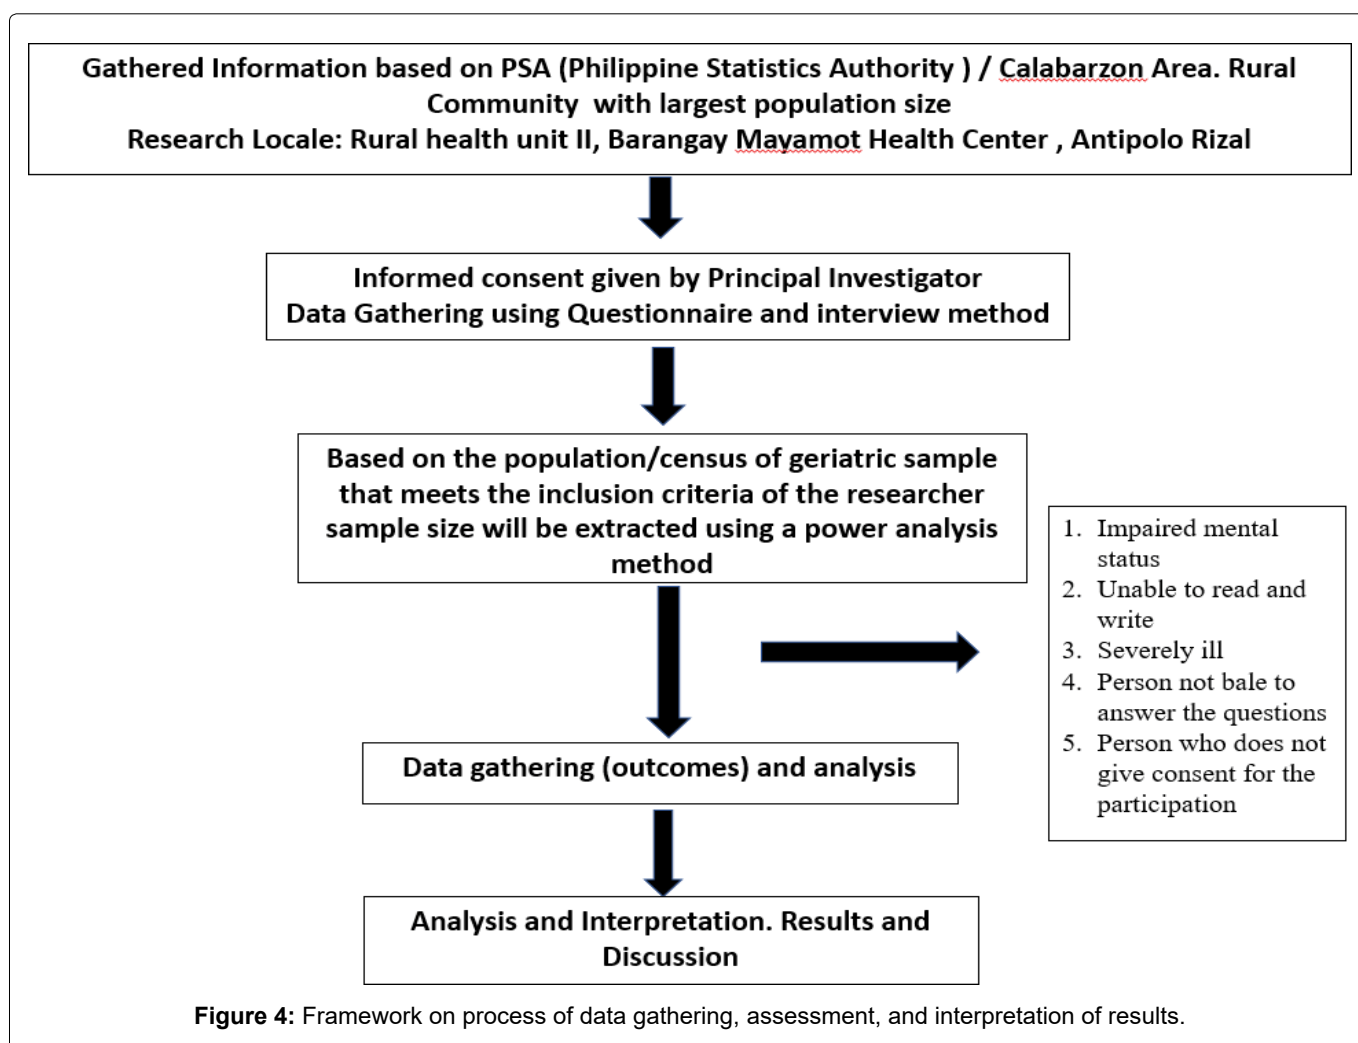 Gathered Information based on PSA (Philippine Statistics Authority ) / Calabarzon Area. Rural
Community  with largest population size
Research Locale: Rural health unit II, Barangay Mayamot Health Center , Antipolo Rizal
Informed consent given by Principal Investigator
Data Gathering using Questionnaire and interview method
Based on the population/census of geriatric sample
that meets the inclusion criteria of the researcher
sample size will be extracted using a power analysis
method
1. Impaired mental
status
2. Unable to read and
write
3. Severely ill
4. Person not bale to
answer the questions
5. Person who does not
give consent for the
participation
Data gathering (outcomes) and analysis
Analysis and Interpretation. Results and
Discussion
Figure 4: Framework on process of data gathering, assessment, and interpretation of results.